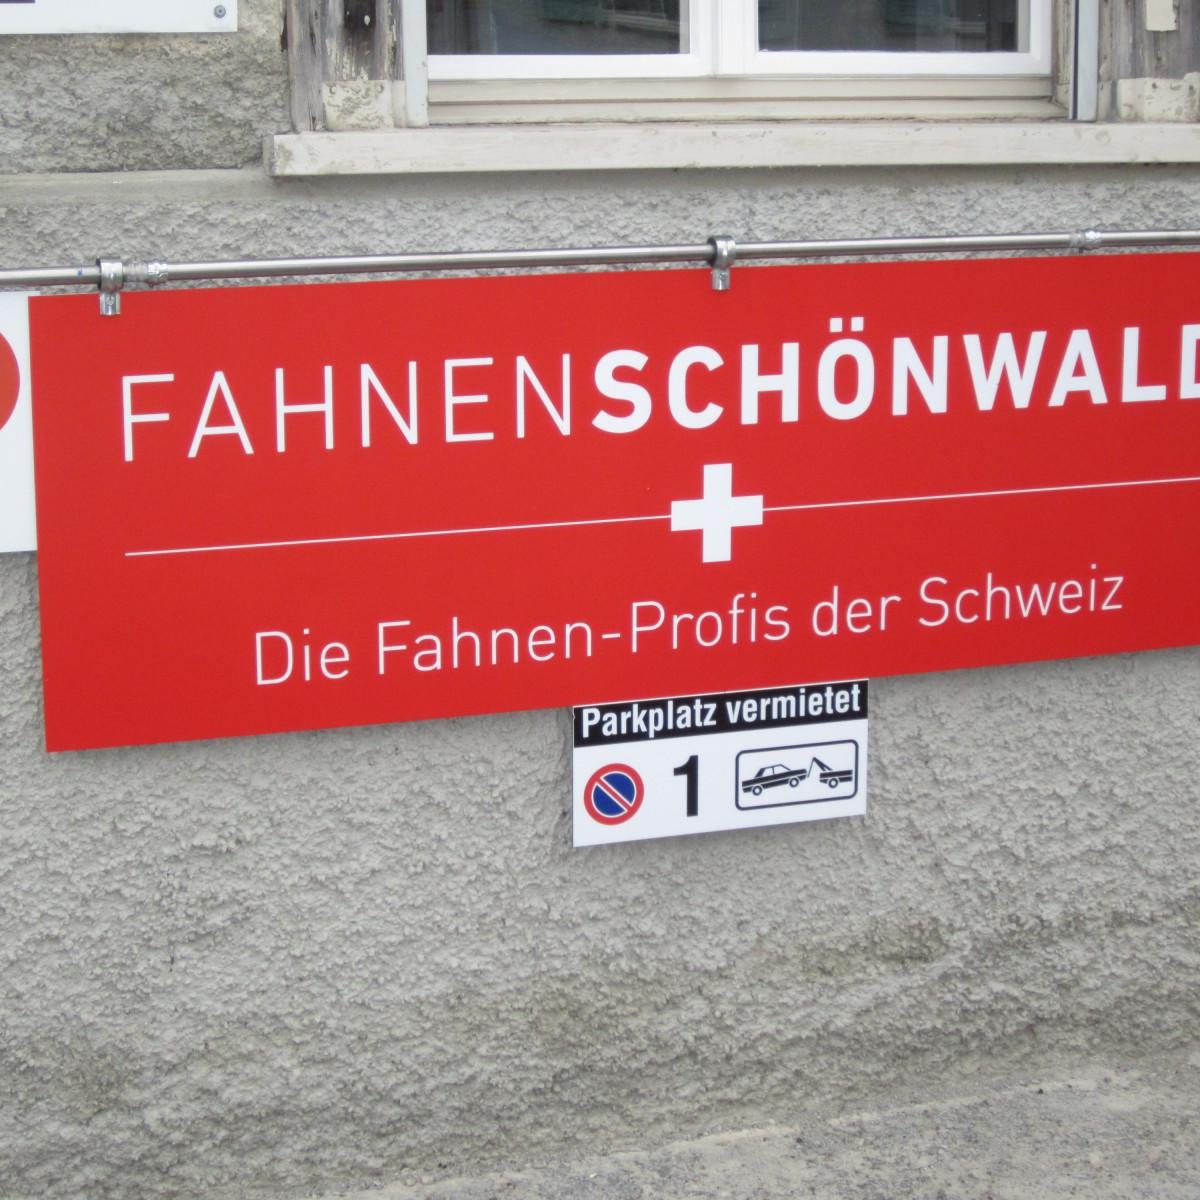 FAHNENSCHÖNWALD
Die Fahnen-Profis der Schweiz
Parkplatz vermietet
1